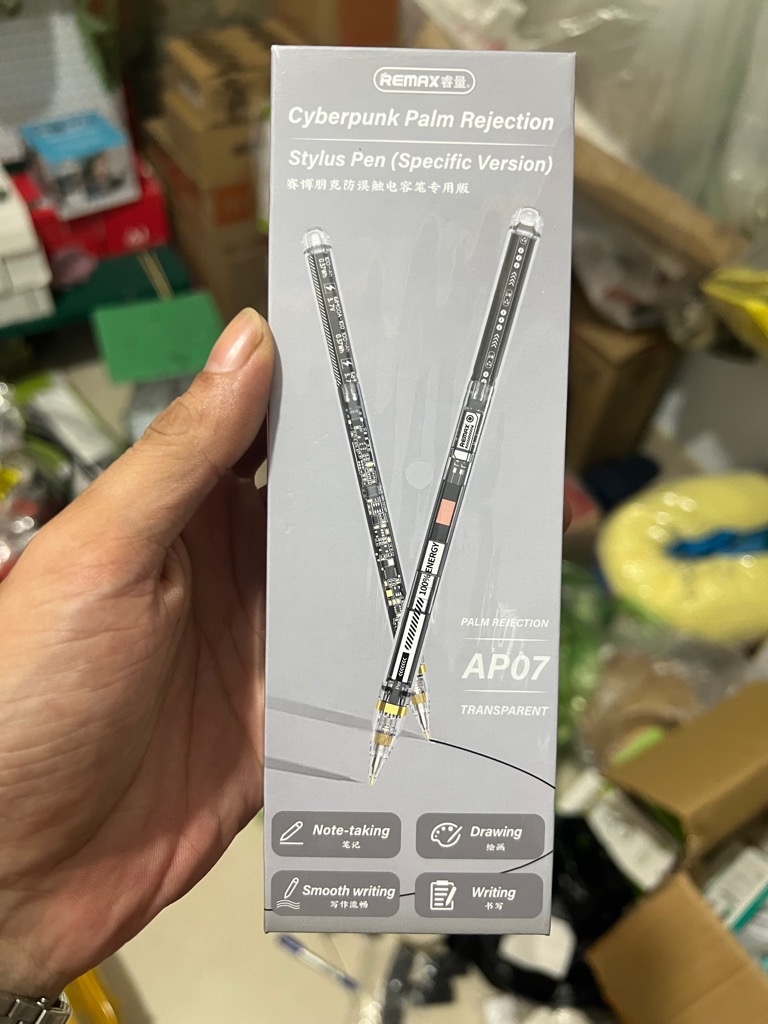 REMAX睿量
Cyberpunk Palm Rejection
Stylus Pen (Specific Version)
赛博朋克防误触电容笔专用版
REMAX
100%ENERGY
PALM REJECTION
AP07
TRANSPARENT
Note-taking
笔记
Drawing
绘画
Smooth writing
写作流畅
Writing
书写